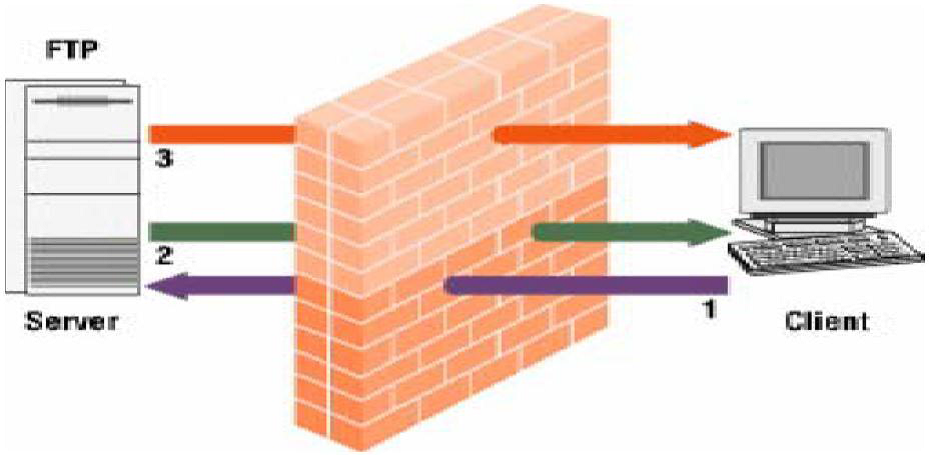 FTP
3
2
1
Server
Client